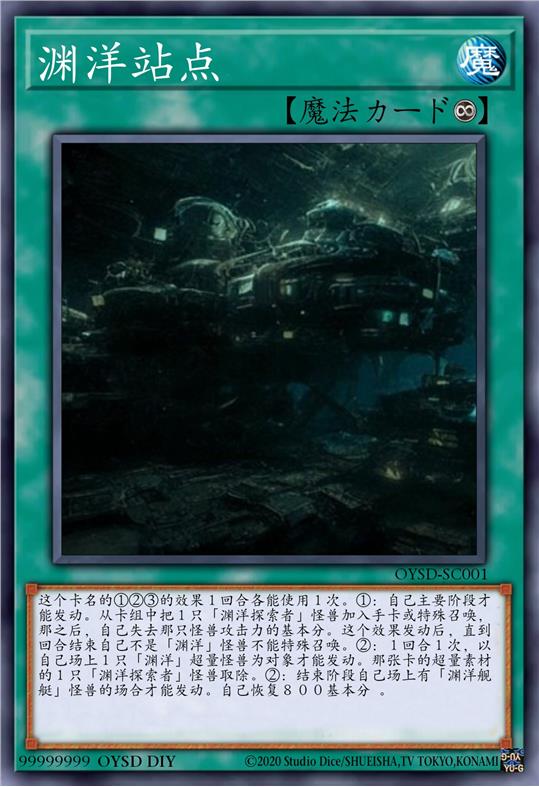 渊洋站点
魔
【魔法カード♾】
OYSD-SC001
这个卡名的①②③的效果１回合各能使用１次。①：自己主要阶段才
能发动。从卡组中把１只「渊洋探索者」怪兽加入手卡或特殊召唤，
那之后，自己失去那只怪兽攻击力的基本分。这个效果发动后，直到
回合结束自己不是「渊洋」怪兽不能特殊召唤。②：１回合１次，以
自己场上１只「渊洋」超量怪兽为对象才能发动。那张卡的超量素材
的１只「渊洋探索者」怪兽取除。②：结束阶段自己场上有「渊洋舰
艇」怪兽的场合才能发动。自己恢复８００基本分 。
99999999 OYSD DIY
©2020 Studio Dice/SHUEISHA,TV TOKYO,KONAMI
YU-G